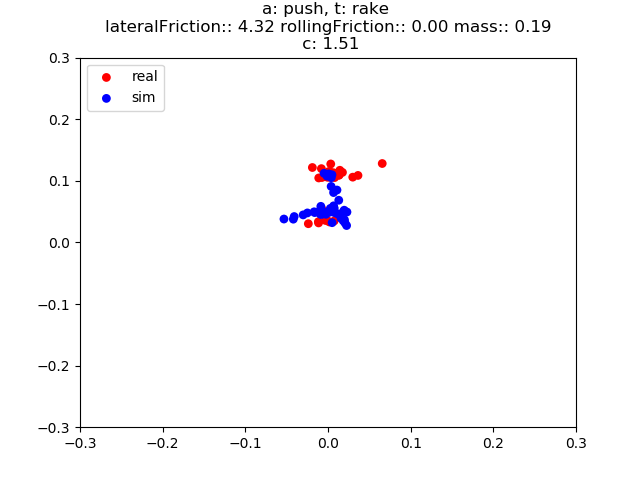 a: push, t: rake
lateralFriction:: 4.32 rollingFriction:: 0.00 mass:: 0.19
c: 1.51
real
sim
0.3
0.2
0.1
0.0
−0.1
−0.2
−0.3
−0.3
−0.2
−0.1
0.0
0.1
0.2
0.3